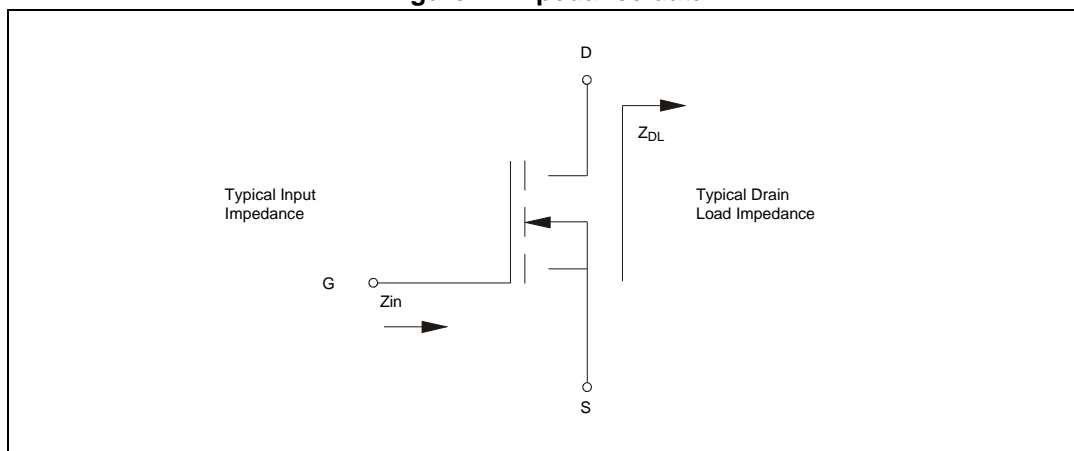 D
Z_DL
Typical Input
Impedance
Typical Drain
Load Impedance
G
Zin
S